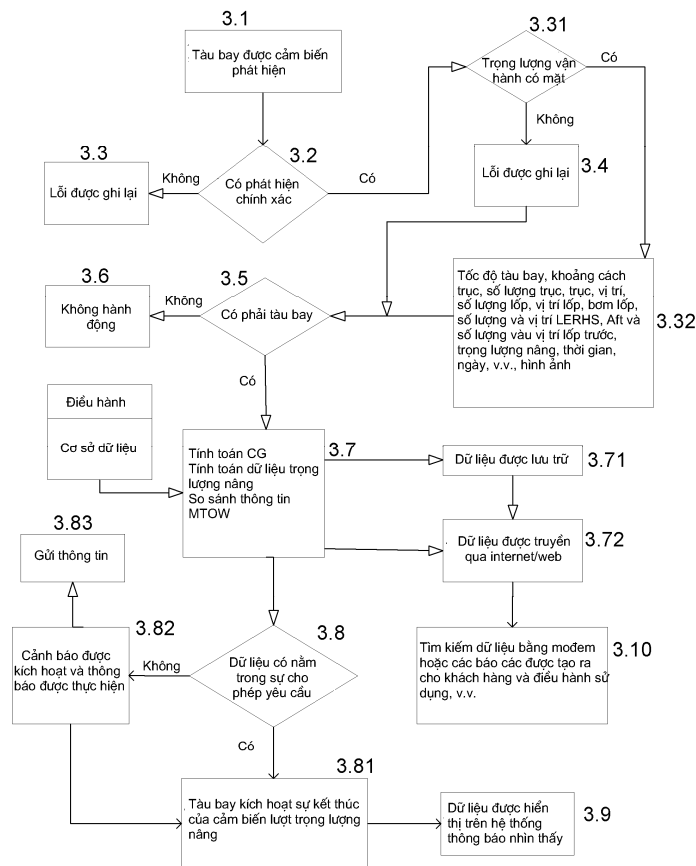 3.1
Tàu bay được cảm biến
phát hiện
3.31
Trọng lượng vận
hành có mặt
Có
Không
3.2
Có phát hiện
chính xác
Không
Có
3.3
Lỗi được ghi lại
3.4
Lỗi được ghi lại
3.5
Có phải tàu bay
Không
Có
3.6
Không hành
động
Tốc độ tàu bay, khoảng cách
trục, số lượng trục, trục, vị trí,
số lượng lốp, vị trí lốp, bơm lốp,
số lượng và vị trí LERHS, Aft và
số lượng vàu vị trí lốp trước,
trọng lượng nâng, thời gian,
ngày, v.v., hình ảnh
3.32
Điều hành
Cơ sở dữ liệu
Tính toán CG
Tính toán dữ liệu trọng
lượng nâng
So sánh thông tin
MTOW
3.7
Dữ liệu được lưu trữ
3.71
Dữ liệu được truyền
qua internet/web
3.72
3.83
Gửi thông tin
3.82
Cảnh báo được
kích hoạt và thông
báo được thực hiện
Không
3.8
Dữ liệu có nằm
trong sự cho
phép yêu cầu
Có
3.10
Tìm kiếm dữ liệu bằng mođem
hoặc các báo các được tạo ra
cho khách hàng và điều hành sử
dụng, v.v.
3.81
Tàu bay kích hoạt sự kết thúc
của cảm biến lượt trọng lượng
nâng
Dữ liệu được hiển
thị trên hệ thống
thông báo nhìn thấy
3.9